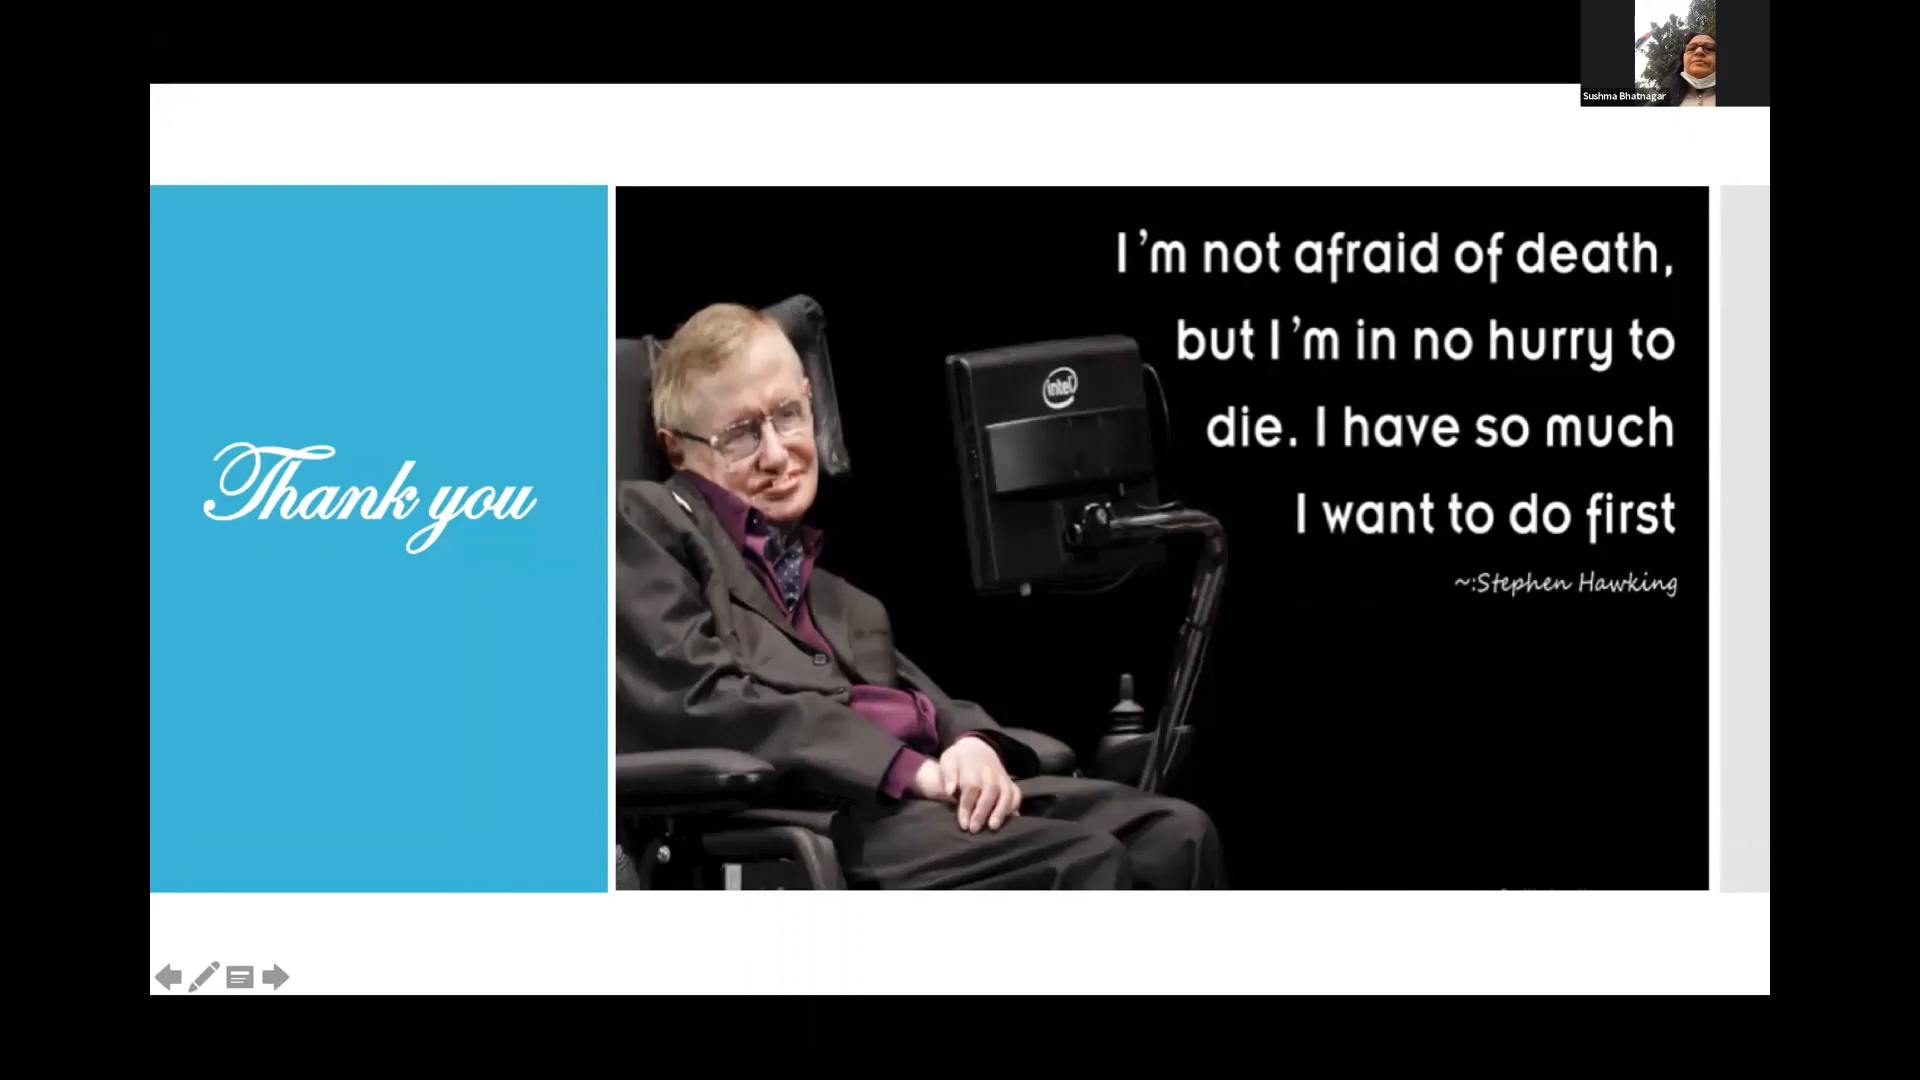 Sushma Bhatnagar
Thank you
I'm not afraid of death,
but I'm in no hurry to
die. I have so much
I want to do first
~:Stephen Hawking
intel